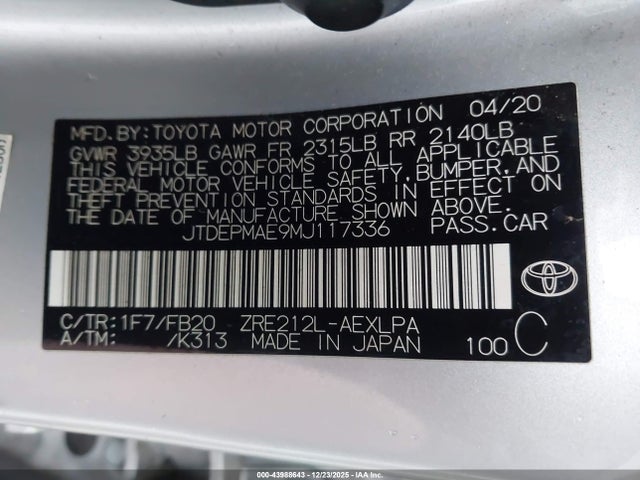 MFD.BY:TOYOTA MOTOR CORPORATION 04/20
GVWR 3935LB GAWR FR 2315LB RR 2140LB
THIS VEHICLE CONFORMS TO ALL APPLICABLE
FEDERAL MOTOR VEHICLE SAFETY,BUMPER,AND
THEFT PREVENTION STANDARDS IN EFFECT ON
THE DATE OF MANUFACTURE SHOWN ABOVE.
JTDEPMAE9MJ117336 PASS.CAR
C/TR:1F7/FB20 ZRE212L-AEXLPA
A/TM: /K313 MADE IN JAPAN 100 C
TOYOTA
000-43988643 - 12/23/2025 - IAAI.COM